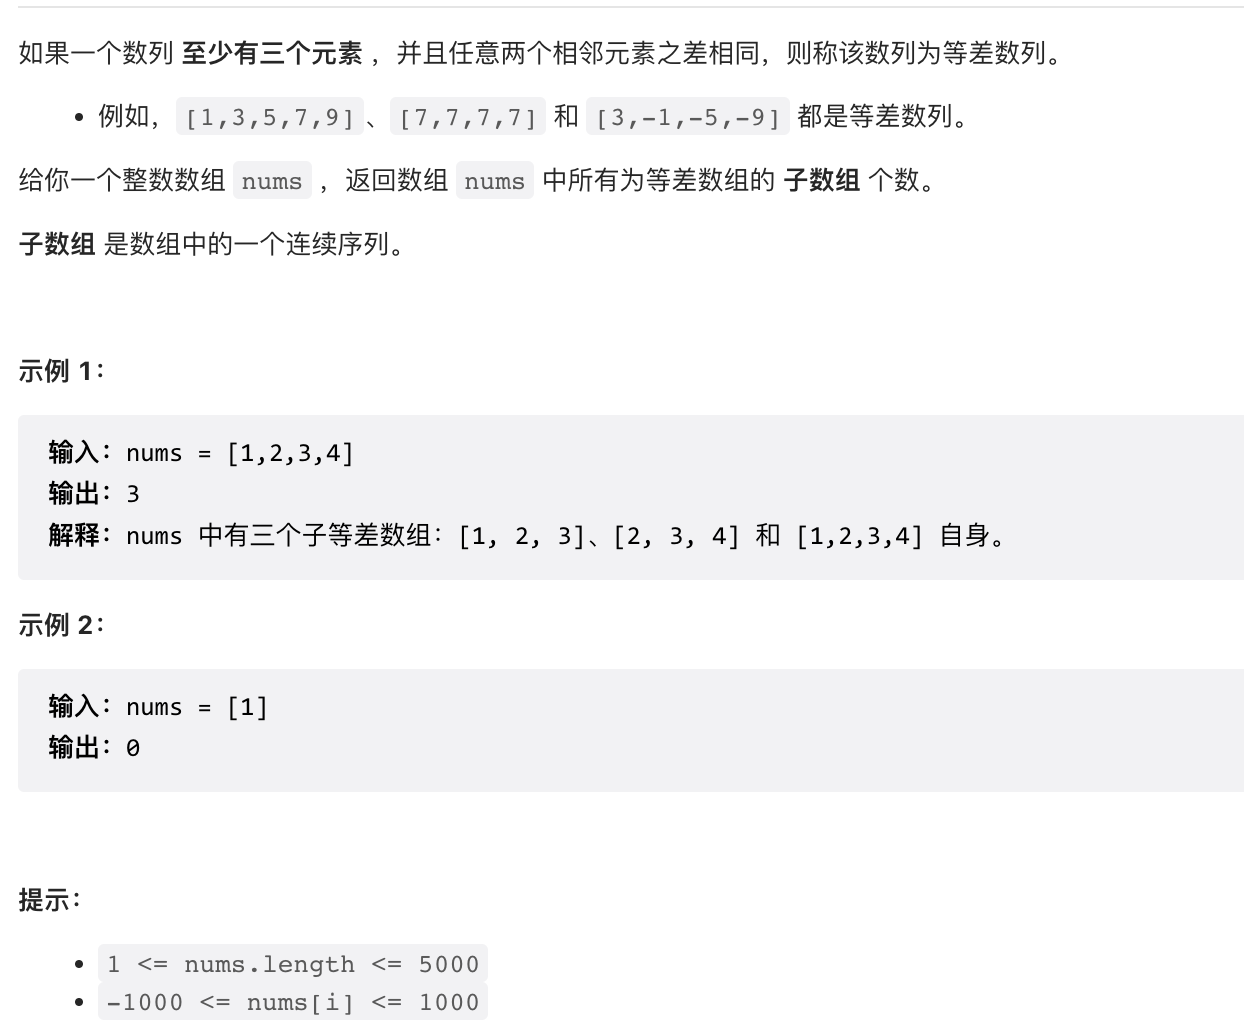 如果一个数列 至少有三个元素 ，并且任意两个相邻元素之差相同，则称该数列为等差数列。
• 例如，[1,3,5,7,9]、[7,7,7,7] 和 [3,-1,-5,-9] 都是等差数列。
给你一个整数数组 nums ，返回数组 nums 中所有为等差数组的 子数组 个数。
子数组 是数组中的一个连续序列。
示例 1：
输入：nums = [1,2,3,4]
输出：3
解释：nums 中有三个子等差数组：[1, 2, 3]、[2, 3, 4] 和 [1,2,3,4] 自身。
示例 2：
输入：nums = [1]
输出：0
提示：
• 1 <= nums.length <= 5000
• -1000 <= nums[i] <= 1000